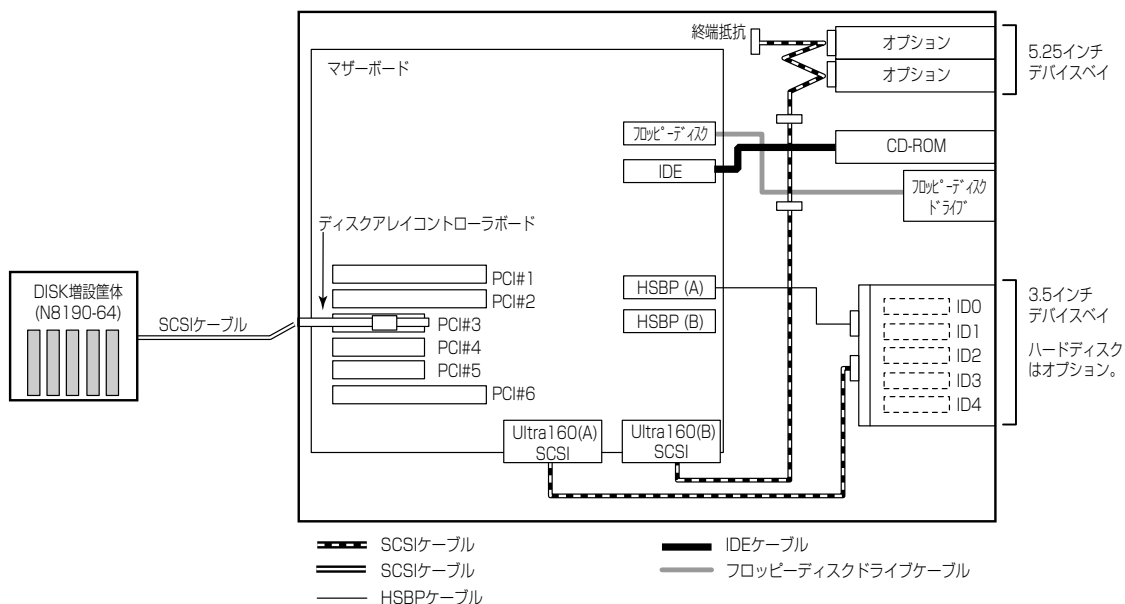 終端抵抗
オプション
オプション
5.25インチ
デバイスベイ
マザーボード
フロッピーディスク
IDE
CD-ROM
フロッピーディスク
ドライブ
ディスクアレイコントローラボード
PCI#1
PCI#2
PCI#3
PCI#4
PCI#5
PCI#6
DISK増設筐体
(N8190-64)
SCSIケーブル
HSBP (A)
HSBP (B)
ID0
ID1
ID2
ID3
ID4
3.5インチ
デバイスベイ
ハードディスク
はオプション。
Ultra160(A)
SCSI
Ultra160(B)
SCSI
SCSIケーブル
SCSIケーブル
HSBPケーブル
IDEケーブル
フロッピーディスクドライブケーブル